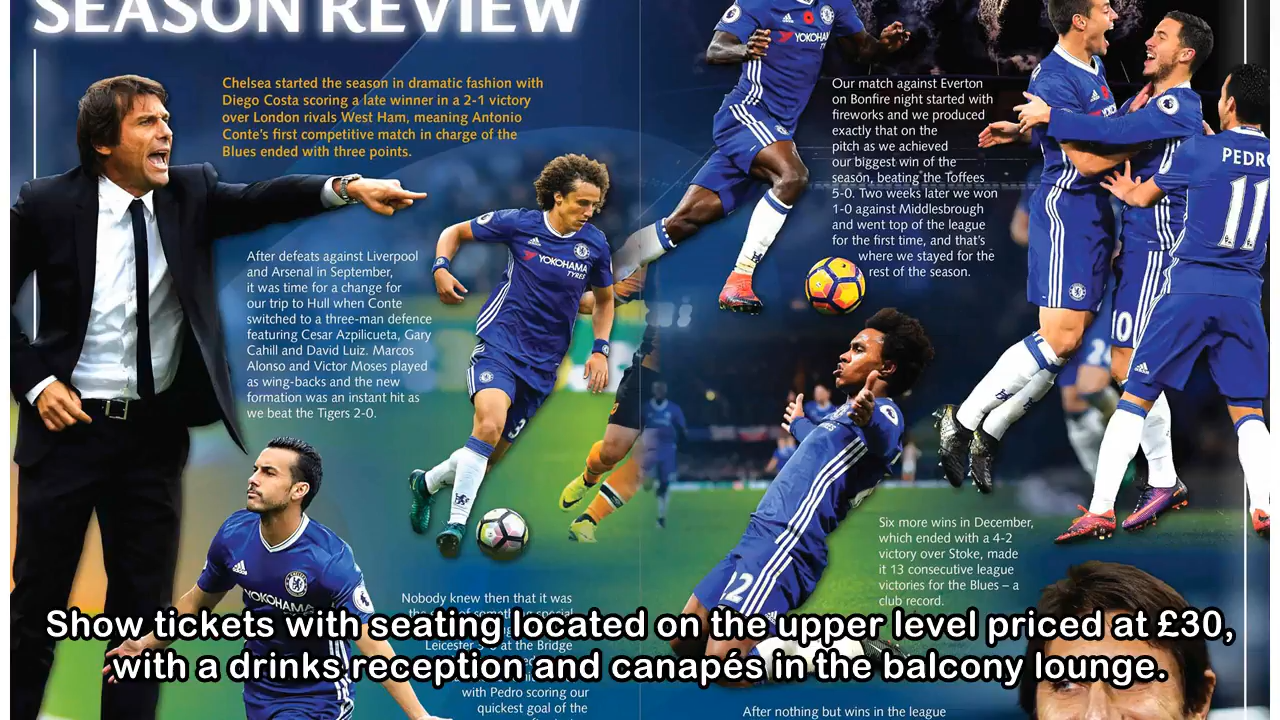 SEASON REVIEW
Chelsea started the season in dramatic fashion with
Diego Costa scoring a late winner in a 2-1 victory
over London rivals West Ham, meaning Antonio
Conte's first competitive match in charge of the
Blues ended with three points.
After defeats against Liverpool
and Arsenal in September,
it was time for a change for
our trip to Hull when Conte
switched to a three-man defence
featuring Cesar Azpilicueta, Gary
Cahill and David Luiz. Marcos
Alonso and Victor Moses played
as wing-backs and the new
formation was an instant hit as
we beat the Tigers 2-0.
YOKOHAMA
TYRES
YOKOHAMA
Nobody knew then that it was
Leicester
at the Bridge
with Pedro scoring our
quickest goal of the
YOKOHAMA
Our match against Everton
on Bonfire night started with
fireworks and we produced
exactly that on the
pitch as we achieved
our biggest win of the
season, beating the Toffees
5-0. Two weeks later we won
1-0 against Middlesbrough
and went top of the league
for the first time, and that's
where we stayed for the
rest of the season.
PEDRO
11
10
22
Six more wins in December,
which ended with a 4-2
victory over Stoke, made
it 13 consecutive league
victories for the Blues – a
club record.
After nothing but wins in the league
Show tickets with seating located on the upper level priced at £30,
with a drinks reception and canapés in the balcony lounge.